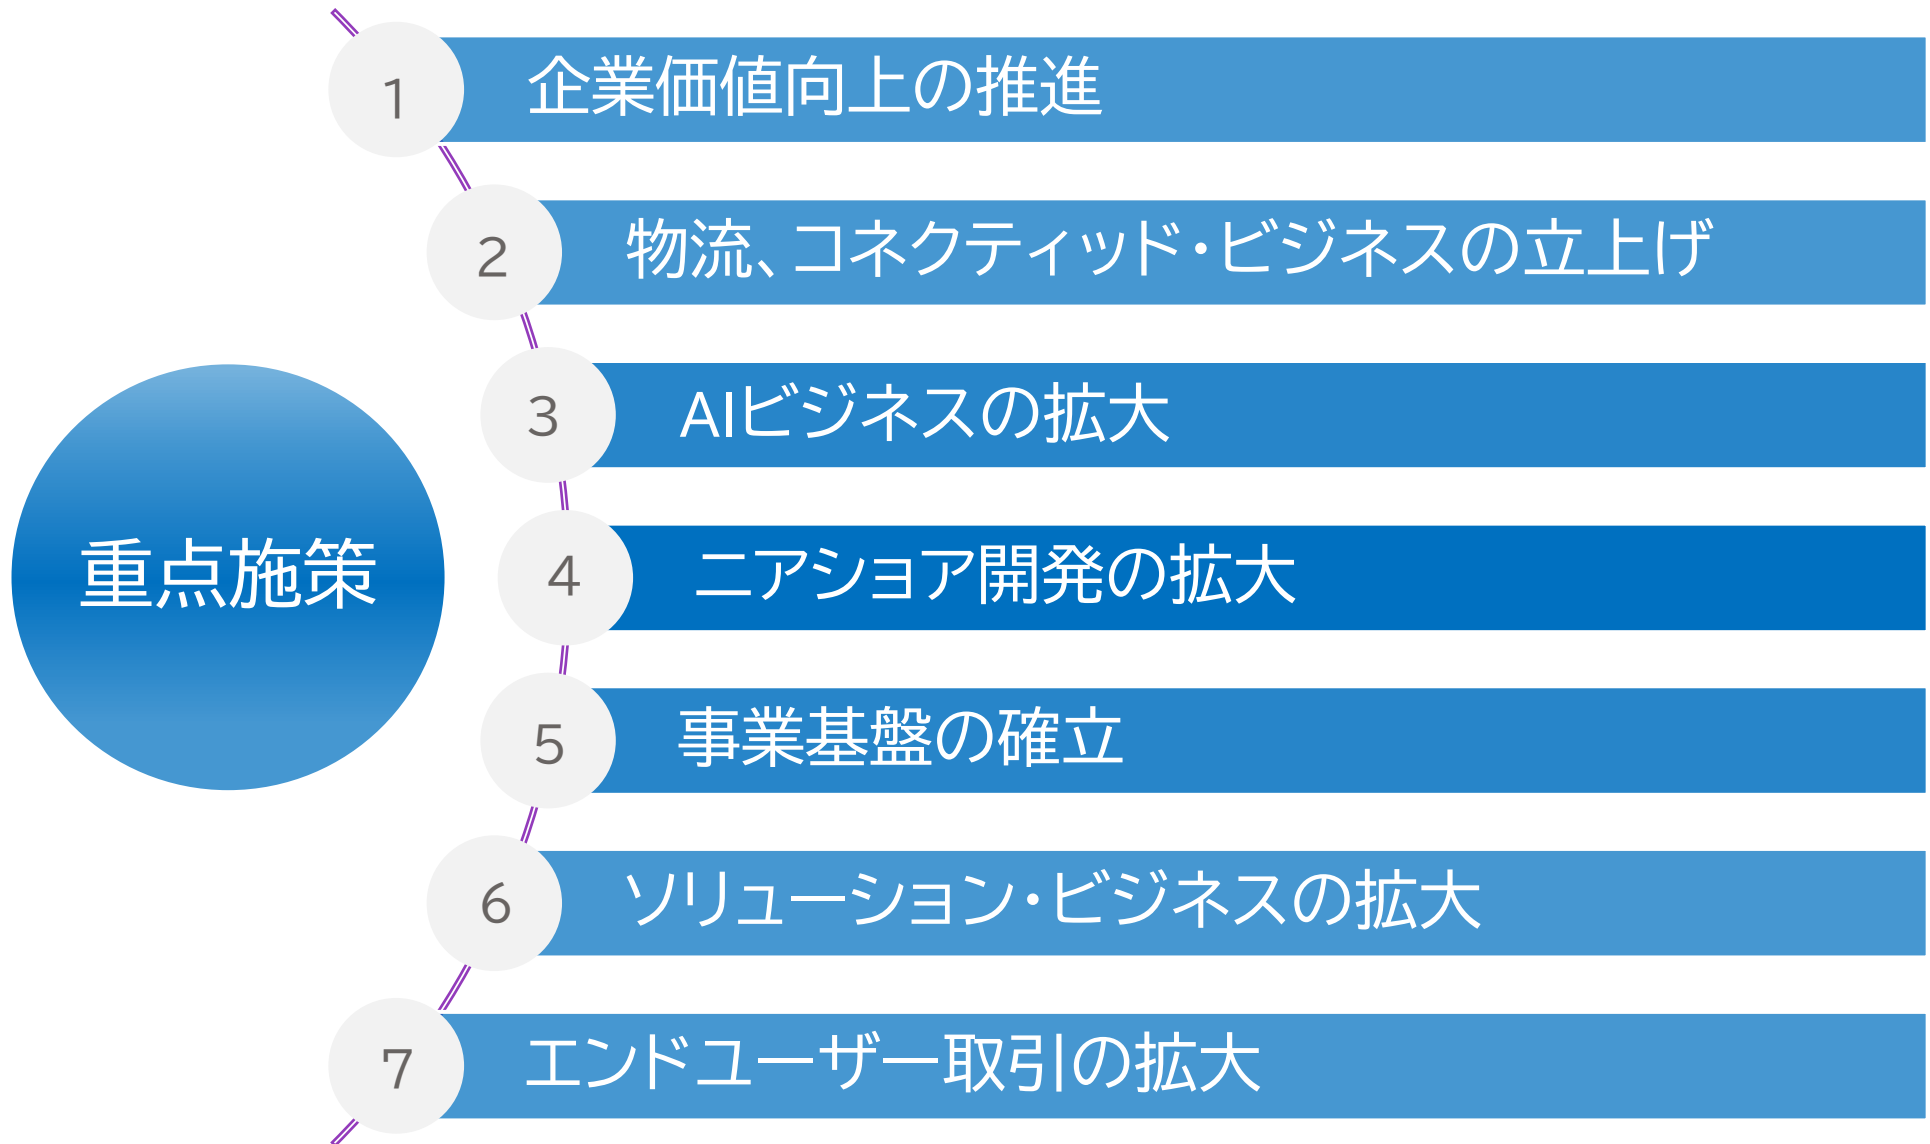 重点施策
1
企業価値向上の推進
2
物流、コネクティッド・ビジネスの立上げ
3
AIビジネスの拡大
4
ニアショア開発の拡大
5
事業基盤の確立
6
ソリューション・ビジネスの拡大
7
エンドユーザー取引の拡大